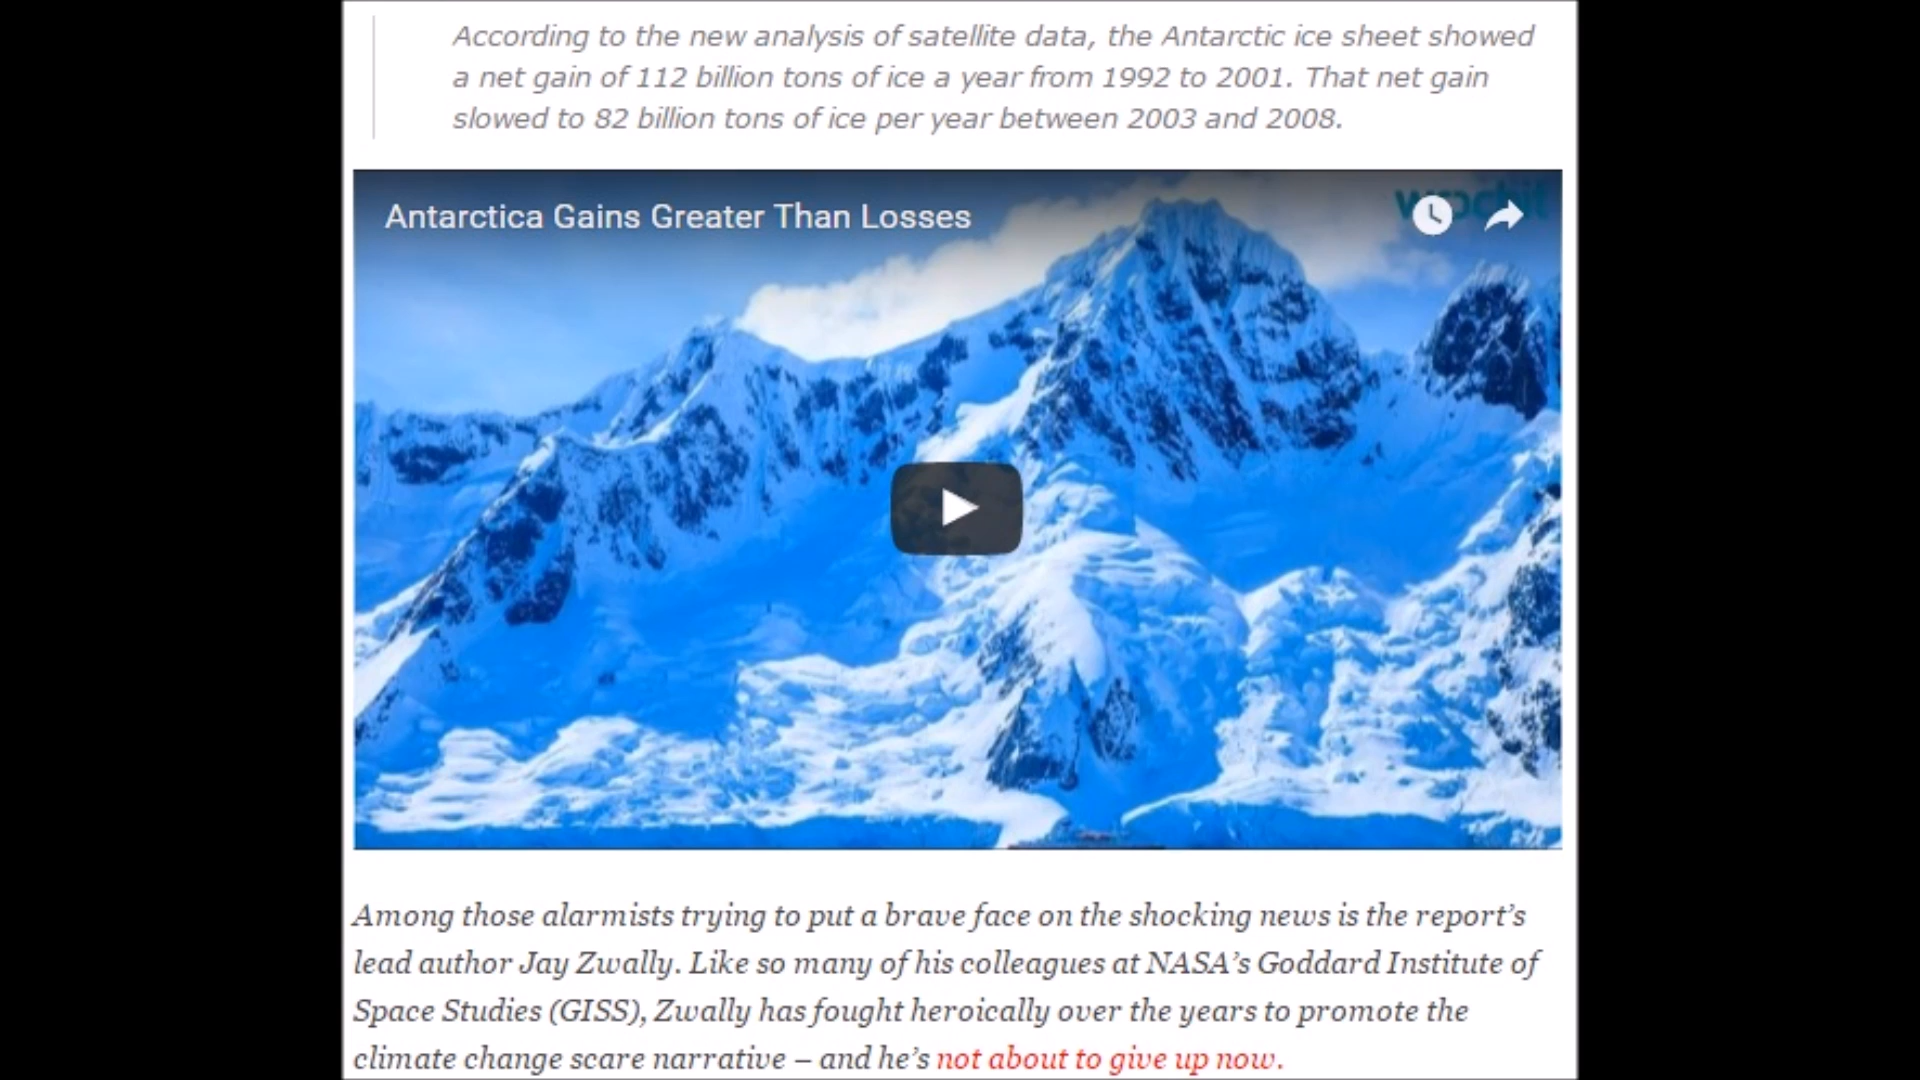 According to the new analysis of satellite data, the Antarctic ice sheet showed
a net gain of 112 billion tons of ice a year from 1992 to 2001. That net gain
slowed to 82 billion tons of ice per year between 2003 and 2008.
Antarctica Gains Greater Than Losses
Among those alarmists trying to put a brave face on the shocking news is the report's
lead author Jay Zwally. Like so many of his colleagues at NASA's Goddard Institute of
Space Studies (GISS), Zwally has fought heroically over the years to promote the
climate change scare narrative – and he's not about to give up now.